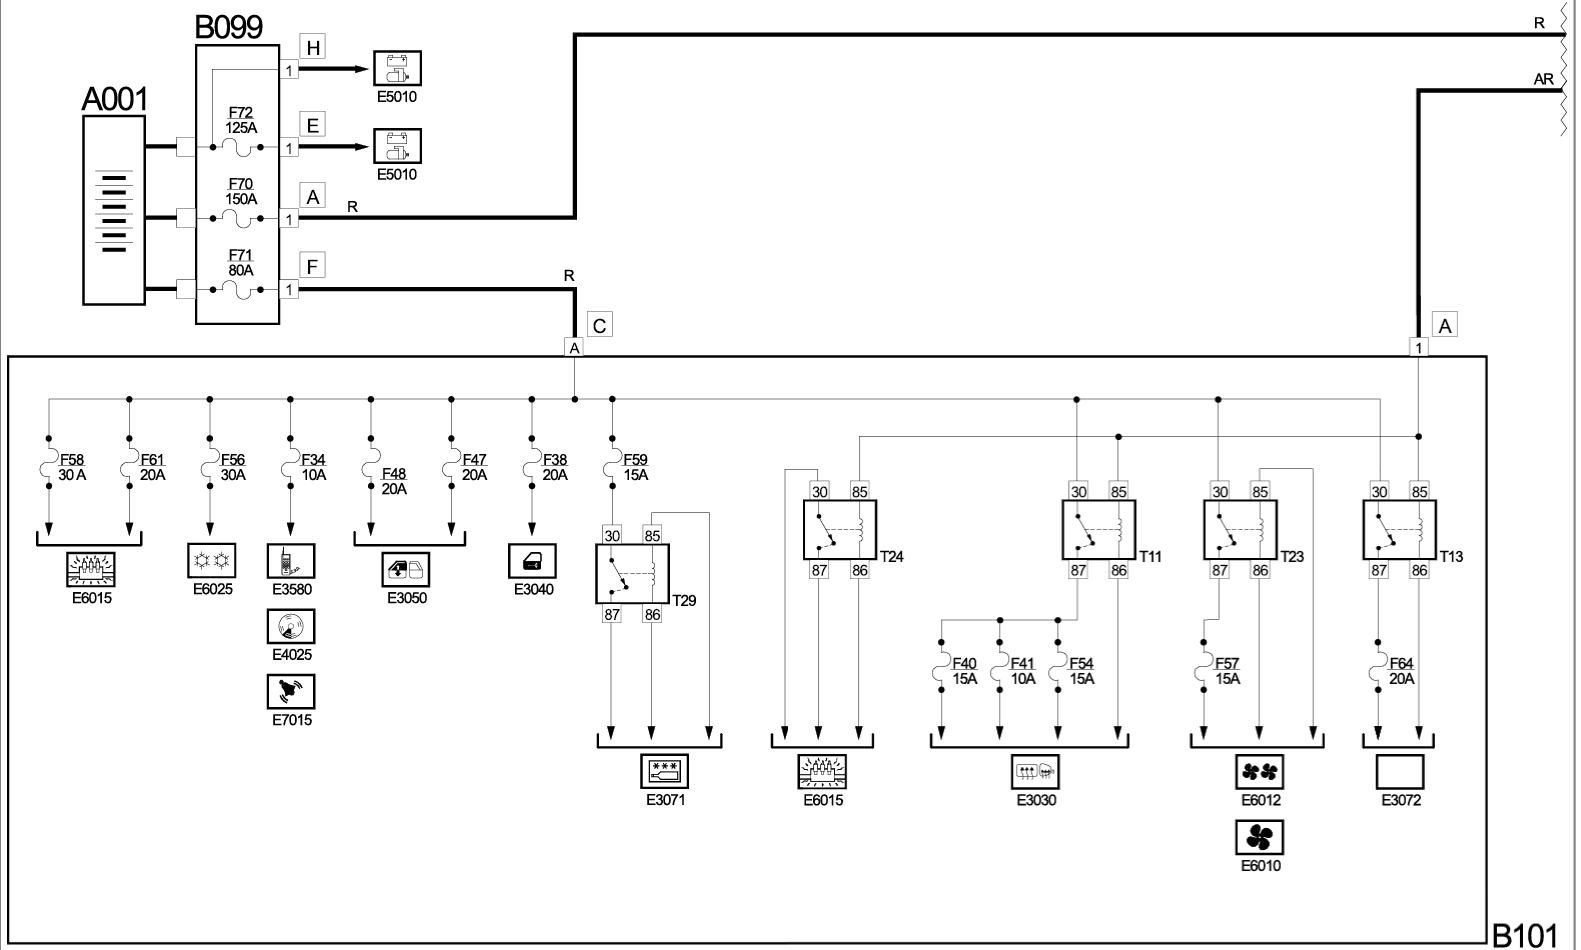 B099
R
H
1
E5010
AR
A001
F72
125A
E
1
E5010
F70
150A
A
1
R
F71
80A
F
1
R
C
A
A
1
F58
30 A
F61
20A
F56
30A
F34
10A
F48
20A
F47
20A
F38
20A
F59
15A
30
85
T24
87
86
30
85
T11
87
86
30
85
T23
87
86
30
85
T13
87
86
30
85
T29
87
86
E6015
E6025
E3580
E3050
E3040
E4025
E7015
F40
15A
F41
10A
F54
15A
F57
15A
F64
20A
E3071
E6015
E3030
E6012
E3072
E6010
B101